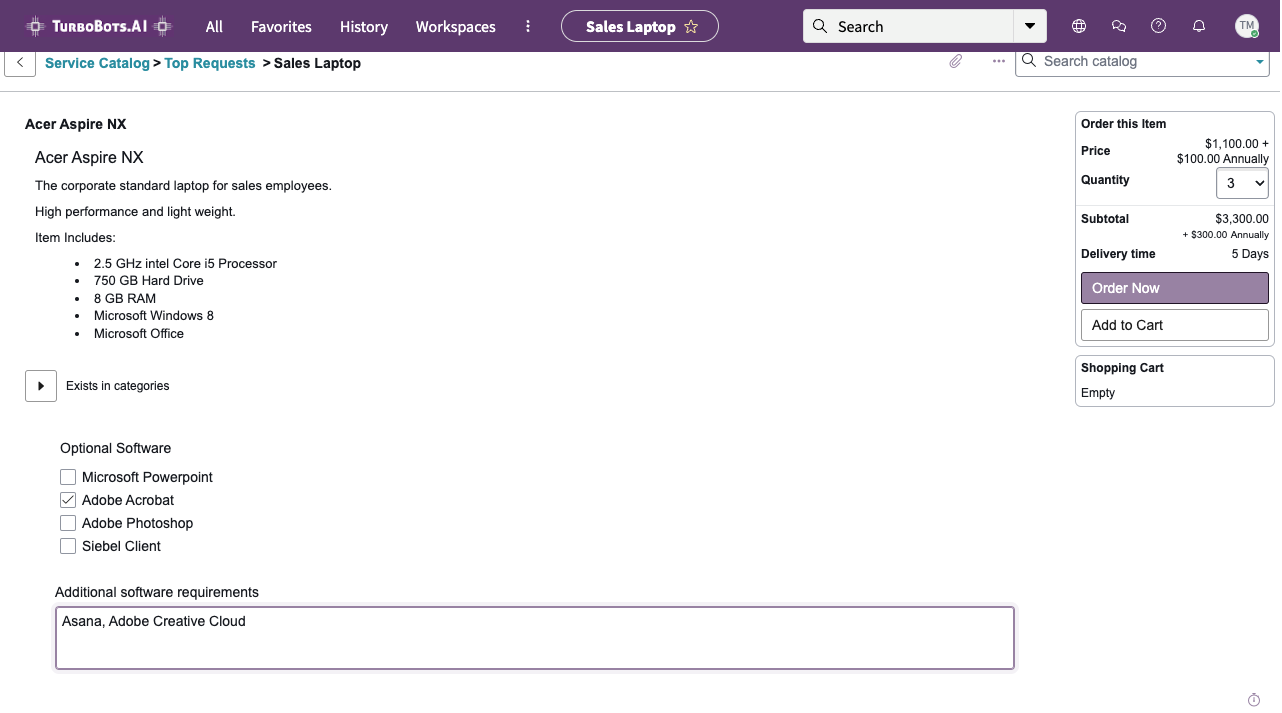 TURBOBOTS.AI All Favorites History Workspaces Sales Laptop Search TM
Service Catalog > Top Requests > Sales Laptop Search catalog
Acer Aspire NX
Acer Aspire NX
The corporate standard laptop for sales employees.
High performance and light weight.
Item Includes:
• 2.5 GHz intel Core i5 Processor
• 750 GB Hard Drive
• 8 GB RAM
• Microsoft Windows 8
• Microsoft Office
Exists in categories
Optional Software
Microsoft Powerpoint
Adobe Acrobat
Adobe Photoshop
Siebel Client
Additional software requirements
Asana, Adobe Creative Cloud
Order this Item
Price $1,100.00 +
$100.00 Annually
Quantity 3
Subtotal $3,300.00
+ $300.00 Annually
Delivery time 5 Days
Order Now
Add to Cart
Shopping Cart
Empty